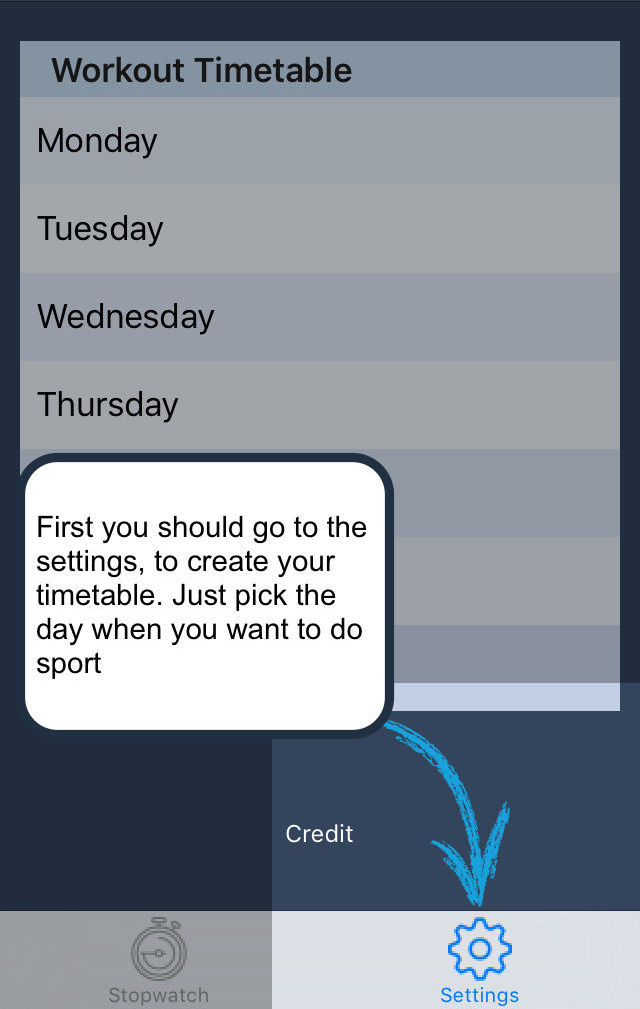 Workout Timetable
Monday
Tuesday
Wednesday
Thursday
First you should go to the
settings, to create your
timetable. Just pick the
day when you want to do
sport
Credit
Stopwatch
Settings